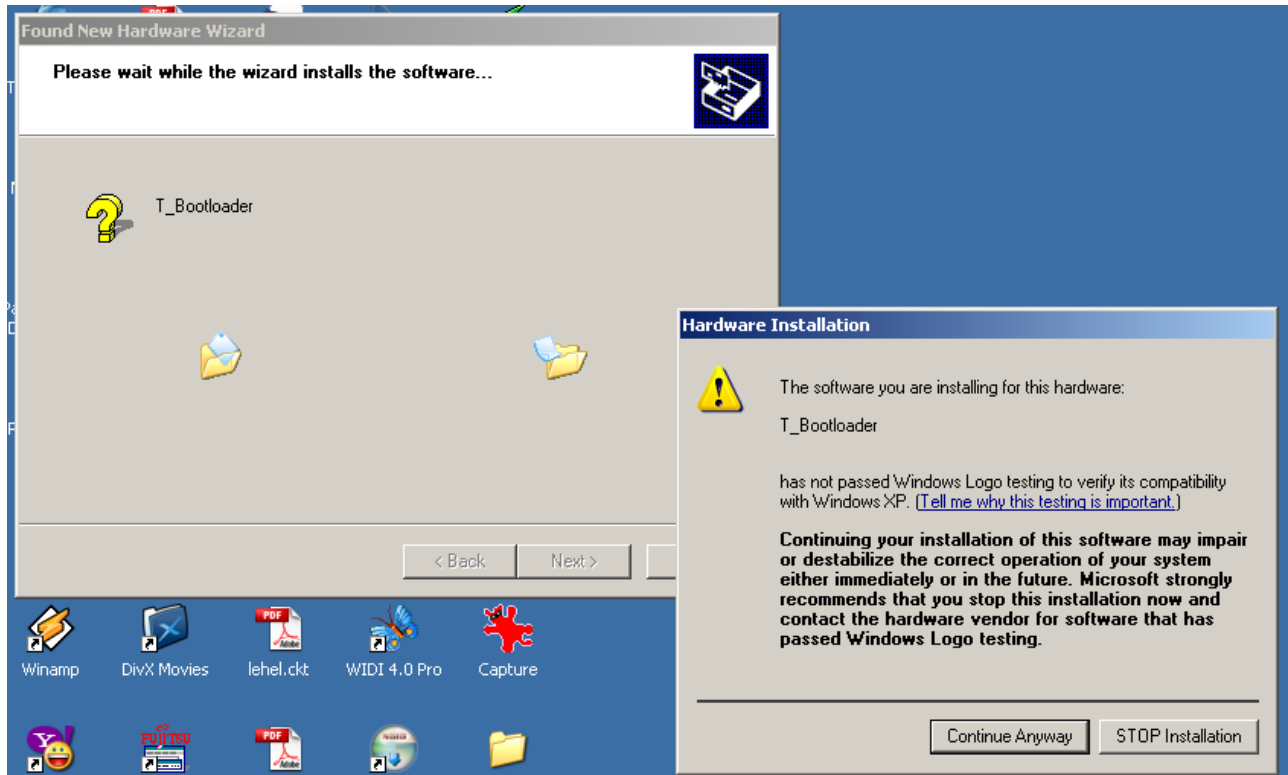 Found New Hardware Wizard
Please wait while the wizard installs the software...
T_Bootloader
< Back
Next >
Hardware Installation
The software you are installing for this hardware:
T_Bootloader
has not passed Windows Logo testing to verify its compatibility
with Windows XP. (Tell me why this testing is important.)
Continuing your installation of this software may impair
or destabilize the correct operation of your system
either immediately or in the future. Microsoft strongly
recommends that you stop this installation now and
contact the hardware vendor for software that has
passed Windows Logo testing.
Continue Anyway
STOP Installation
PDF
Adobe
Winamp
DivX Movies
lehel.ckt
WIDI 4.0 Pro
Capture
FUJITSU
PDF
Adobe